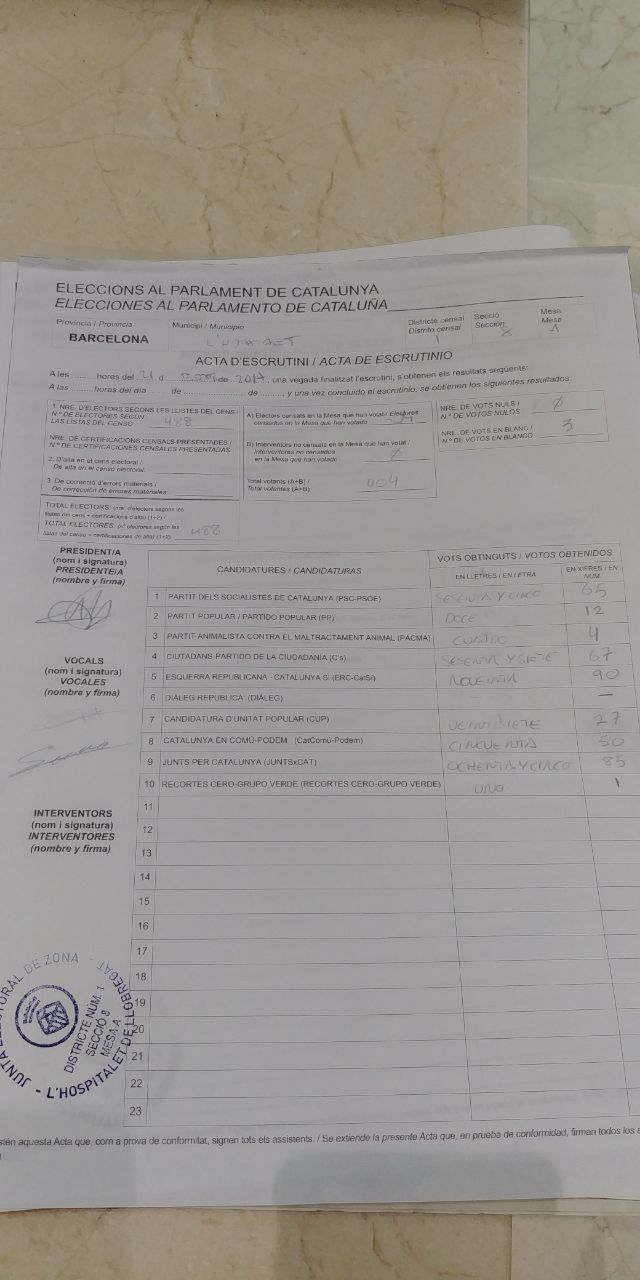 ELECCIONS AL PARLAMENT DE CATALUNYA
ELECCIONES AL PARLAMENTO DE CATALUÑA
Provincia / Provincia
BARCELONA
Municipi / Municipio
Districte censal
Distrito censal
1
Secció
Sección
8
Mesa
Mesa
A
ACTA D'ESCRUTINI / ACTA DE ESCRUTINIO
A les ........ hores del 21 d de 2017, una vegada finalitzat l'escrutini, s'obtenen els resultats següents:
A las ........ horas del día ..... de .............. de ........, y una vez concluido el escrutinio, se obtienen los siguientes resultados:
1. NRE. D'ELECTORS SEGONS LES LLISTES DEL CENS /
N.º DE ELECTORES SEGÚN
LAS LISTAS DEL CENSO 488
NRE. DE CERTIFICACIONS CENSALS PRESENTADES /
N.º DE CERTIFICACIONES CENSALES PRESENTADAS
2. D'alta en el cens electoral /
De alta en el censo electoral
3. De correcció d'errors materials /
De corrección de errores materiales
TOTAL ELECTORS: (nre. d'electors segons les
llistes del cens + certificacions d'alta) (1+2) /
TOTAL ELECTORES: (n.º electores según las
listas del censo + certificaciones de alta) (1+2) 488
A) Electors censats en la Mesa que han votat / Electores
censados en la Mesa que han votado
B) Interventors no censats en la Mesa que han votat /
Interventores no censados
en la Mesa que han votado Ø
Total votants (A+B) /
Total votantes (A+B) 404
NRE. DE VOTS NULS /
N.º DE VOTOS NULOS Ø
NRE. DE VOTS EN BLANC /
N.º DE VOTOS EN BLANCO 3
PRESIDENT/A
(nom i signatura)
PRESIDENTE/A
(nombre y firma)
VOCALS
(nom i signatura)
VOCALES
(nombre y firma)
INTERVENTORS
(nom i signatura)
INTERVENTORES
(nombre y firma)
CANDIDATURES / CANDIDATURAS
VOTS OBTINGUTS / VOTOS OBTENIDOS
EN LLETRES / EN LETRA
EN XIFRES / EN NÚM.
1 PARTIT DELS SOCIALISTES DE CATALUNYA (PSC-PSOE) SESENTA Y CINCO 65
2 PARTIT POPULAR / PARTIDO POPULAR (PP) DOCE 12
3 PARTIT ANIMALISTA CONTRA EL MALTRACTAMENT ANIMAL (PACMA) CUATRO 4
4 CIUTADANS-PARTIDO DE LA CIUDADANÍA (C's) SESENTA Y SIETE 67
5 ESQUERRA REPUBLICANA - CATALUNYA SÍ (ERC-CatSí) NOVENTA 90
6 DIÀLEG REPUBLICÀ (DIÀLEG) —
7 CANDIDATURA D'UNITAT POPULAR (CUP) VEINTISIETE 27
8 CATALUNYA EN COMÚ-PODEM (CatComú-Podem) CINCUENTA 50
9 JUNTS PER CATALUNYA (JUNTSxCAT) OCHENTA Y CINCO 85
10 RECORTES CERO-GRUPO VERDE (RECORTES CERO-GRUPO VERDE) UNO 1
11
12
13
14
15
16
17
18
19
20
21
22
23
JUNTA ELECTORAL DE ZONA - L'HOSPITALET DE LLOBREGAT
DISTRICTE NÚM. 1
SECCIÓ 8
MESA A
aquesta Acta que, com a prova de conformitat, signen tots els assistents. / Se extiende la presente Acta que, en prueba de conformidad, firman todos los